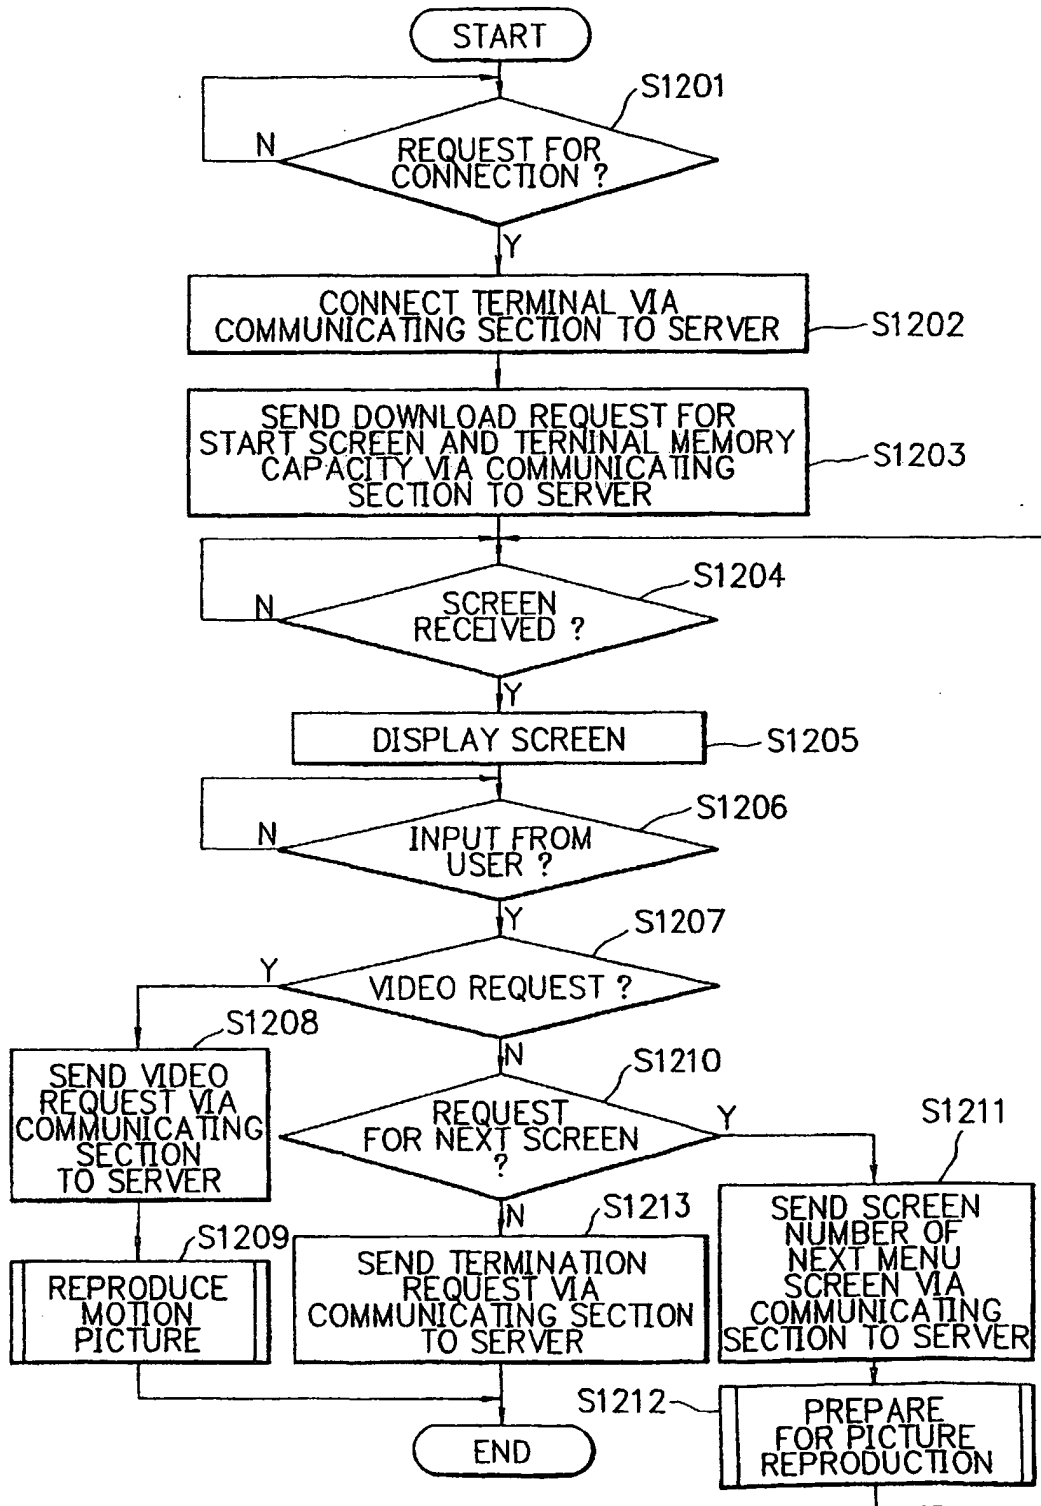 START
S1201
N
REQUEST FOR
CONNECTION ?
Y
CONNECT TERMINAL VIA
COMMUNICATING SECTION TO SERVER
S1202
SEND DOWNLOAD REQUEST FOR
START SCREEN AND TERNINAL MEMORY
CAPACITY VIA COMMUNICATING
SECTION TO SERVER
S1203
S1204
N
SCREEN
RECEIVED ?
Y
DISPLAY SCREEN
S1205
S1206
N
INPUT FROM
USER ?
Y
S1207
Y
VIDEO REQUEST ?
S1208
N
S1210
SEND VIDEO
REQUEST VIA
COMMUNICATING
SECTION
TO SERVER
REQUEST
FOR NEXT SCREEN
?
Y
S1211
N
S1213
S1209
REPRODUCE
MOTION
PICTURE
SEND TERMINATION
REQUEST VIA
COMMUNICATING SECTION
TO SERVER
SEND SCREEN
NUMBER OF
NEXT MENU
SCREEN VIA
COMMUNICATING
SECTION TO SERVER
S1212
PREPARE
FOR PICTURE
REPRODUCTION
END